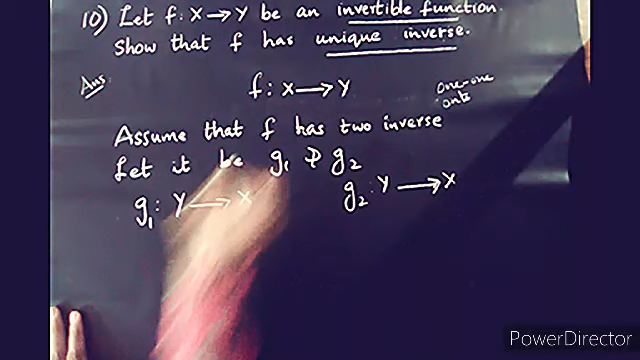 10) Let f: X → Y be an invertible function.
Show that f has unique inverse.
Ans:
f: X → Y
one-one
onto
Assume that f has two inverse
Let it be g₁ & g₂
g₁: Y → X
g₂: Y → X
PowerDirector